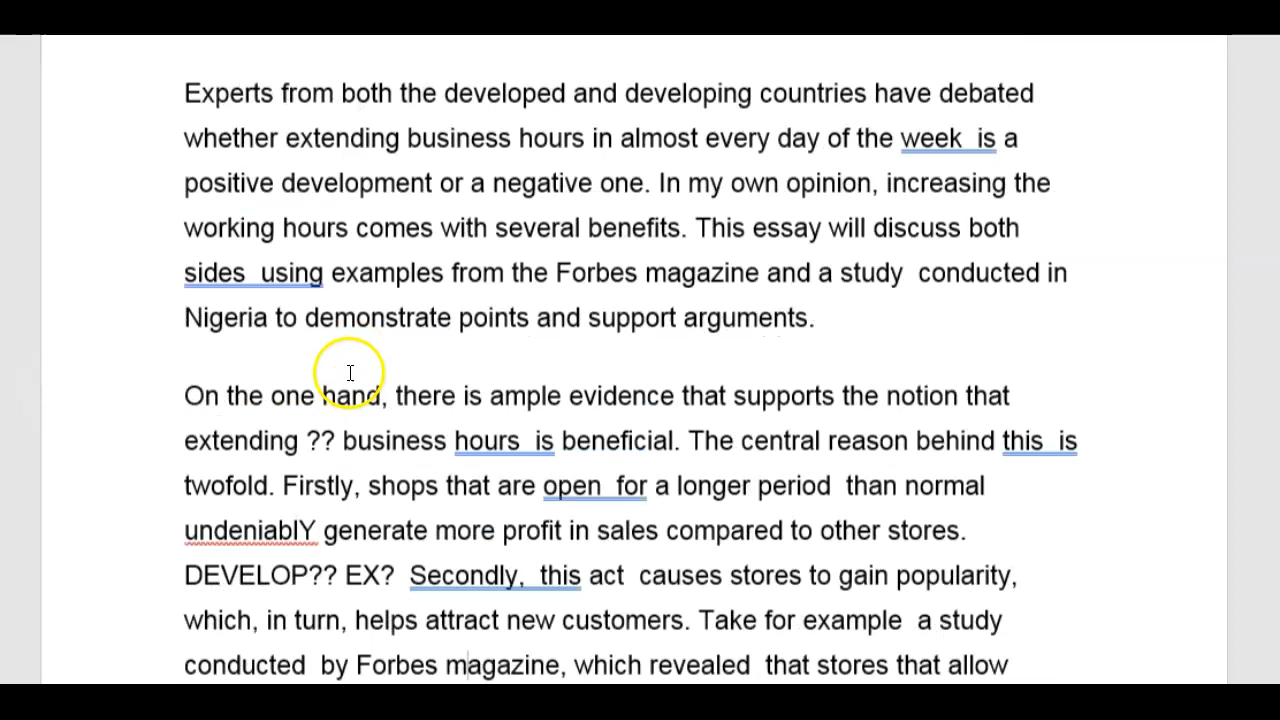 Experts from both the developed and developing countries have debated
whether extending business hours in almost every day of the week  is a
positive development or a negative one. In my own opinion, increasing the
working hours comes with several benefits. This essay will discuss both
sides  using examples from the Forbes magazine and a study  conducted in
Nigeria to demonstrate points and support arguments.
On the one hand, there is ample evidence that supports the notion that
extending ?? business hours  is beneficial. The central reason behind this  is
twofold. Firstly, shops that are open  for a longer period  than normal
undeniablY generate more profit in sales compared to other stores.
DEVELOP?? EX?  Secondly,  this act  causes stores to gain popularity,
which, in turn, helps attract new customers. Take for example  a study
conducted  by Forbes magazine, which revealed  that stores that allow